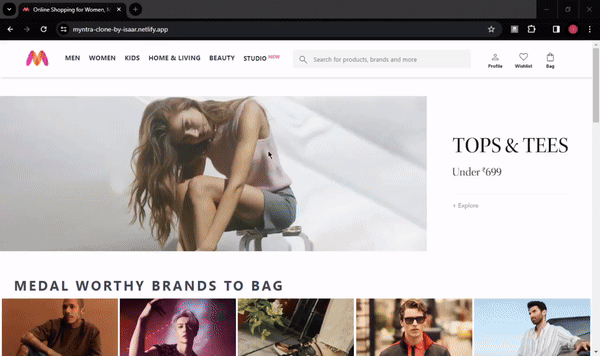 Online Shopping for Women, M
myntra-clone-by-isaar.netlify.app
MEN WOMEN KIDS HOME & LIVING BEAUTY STUDIO
Search for products, brands and more
Profile Wishlist Bag
TOPS & TEES
Under ₹699
+ Explore
MEDAL WORTHY BRANDS TO BAG